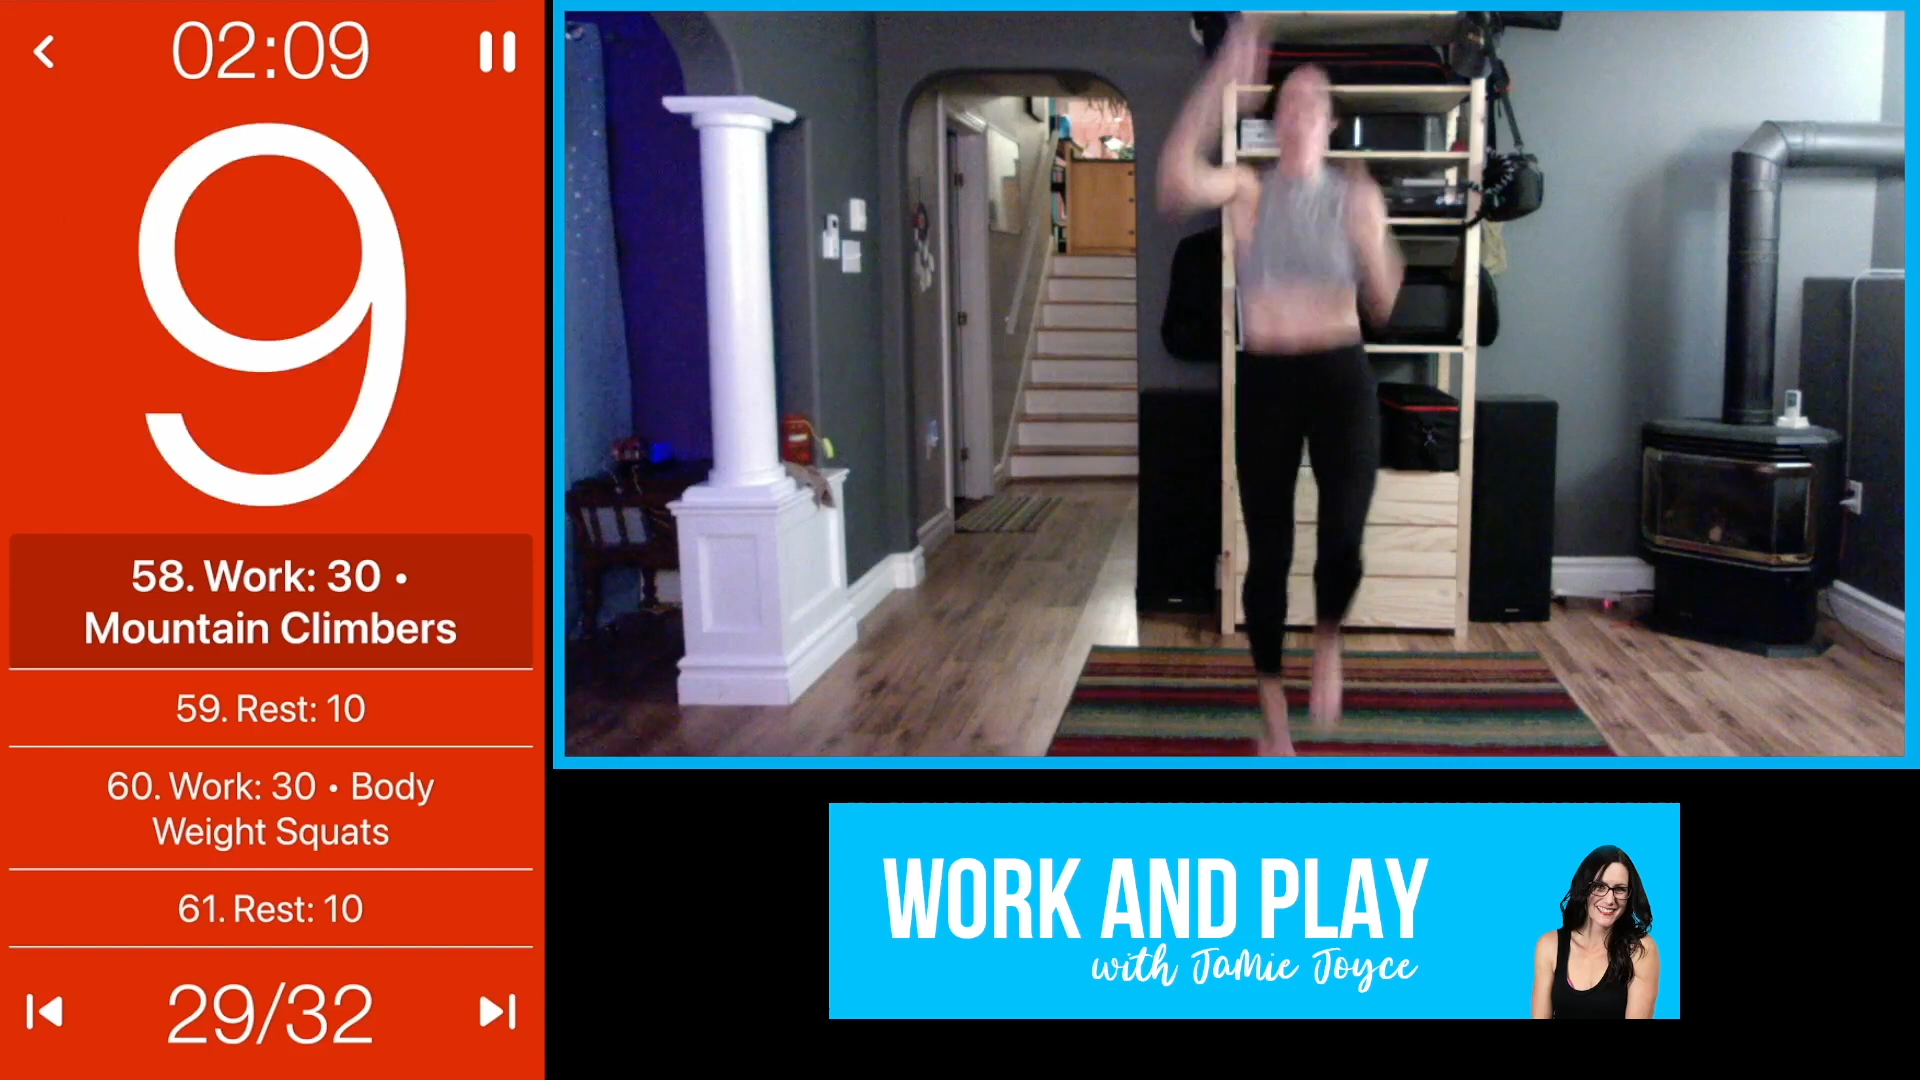 02:09
9
58. Work: 30 •
Mountain Climbers
59. Rest: 10
60. Work: 30 • Body
Weight Squats
61. Rest: 10
29/32
WORK AND PLAY
with Jamie Joyce